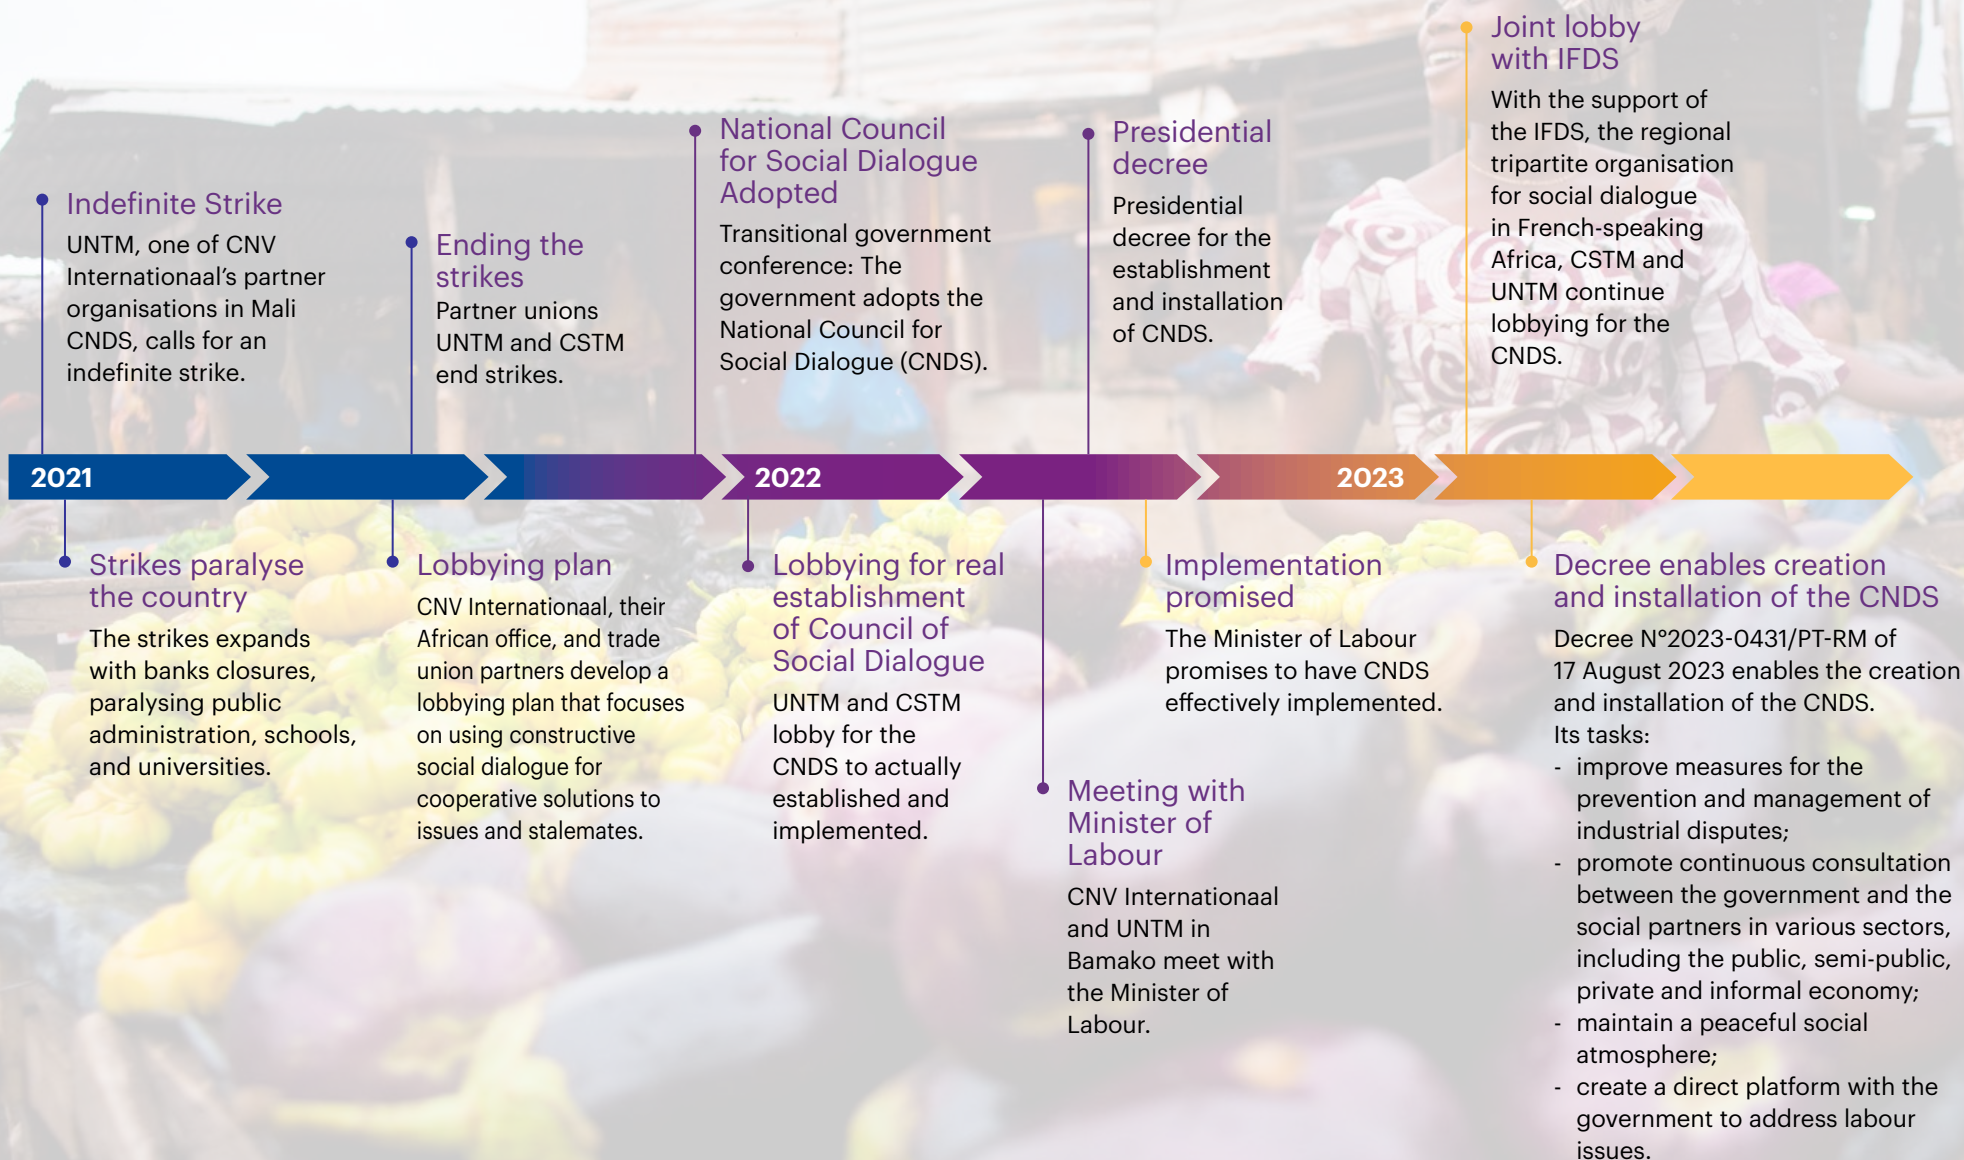 Indefinite Strike
UNTM, one of CNV
Internationaal's partner
organisations in Mali
CNDS, calls for an
indefinite strike.
Ending the
strikes
Partner unions
UNTM and CSTM
end strikes.
National Council
for Social Dialogue
Adopted
Transitional government
conference: The
government adopts the
National Council for
Social Dialogue (CNDS).
Presidential
decree
Presidential
decree for the
establishment
and installation
of CNDS.
Joint lobby
with IFDS
With the support of
the IFDS, the regional
tripartite organisation
for social dialogue
in French-speaking
Africa, CSTM and
UNTM continue
lobbying for the
CNDS.
2021
2022
2023
Strikes paralyse
the country
The strikes expands
with banks closures,
paralysing public
administration, schools,
and universities.
Lobbying plan
CNV Internationaal, their
African office, and trade
union partners develop a
lobbying plan that focuses
on using constructive
social dialogue for
cooperative solutions to
issues and stalemates.
Lobbying for real
establishment
of Council of
Social Dialogue
UNTM and CSTM
lobby for the
CNDS to actually
established and
implemented.
Meeting with
Minister of
Labour
CNV Internationaal
and UNTM in
Bamako meet with
the Minister of
Labour.
Implementation
promised
The Minister of Labour
promises to have CNDS
effectively implemented.
Decree enables creation
and installation of the CNDS
Decree N°2023-0431/PT-RM of
17 August 2023 enables the creation
and installation of the CNDS.
Its tasks:
- improve measures for the
prevention and management of
industrial disputes;
- promote continuous consultation
between the government and the
social partners in various sectors,
including the public, semi-public,
private and informal economy;
- maintain a peaceful social
atmosphere;
- create a direct platform with the
government to address labour
issues.